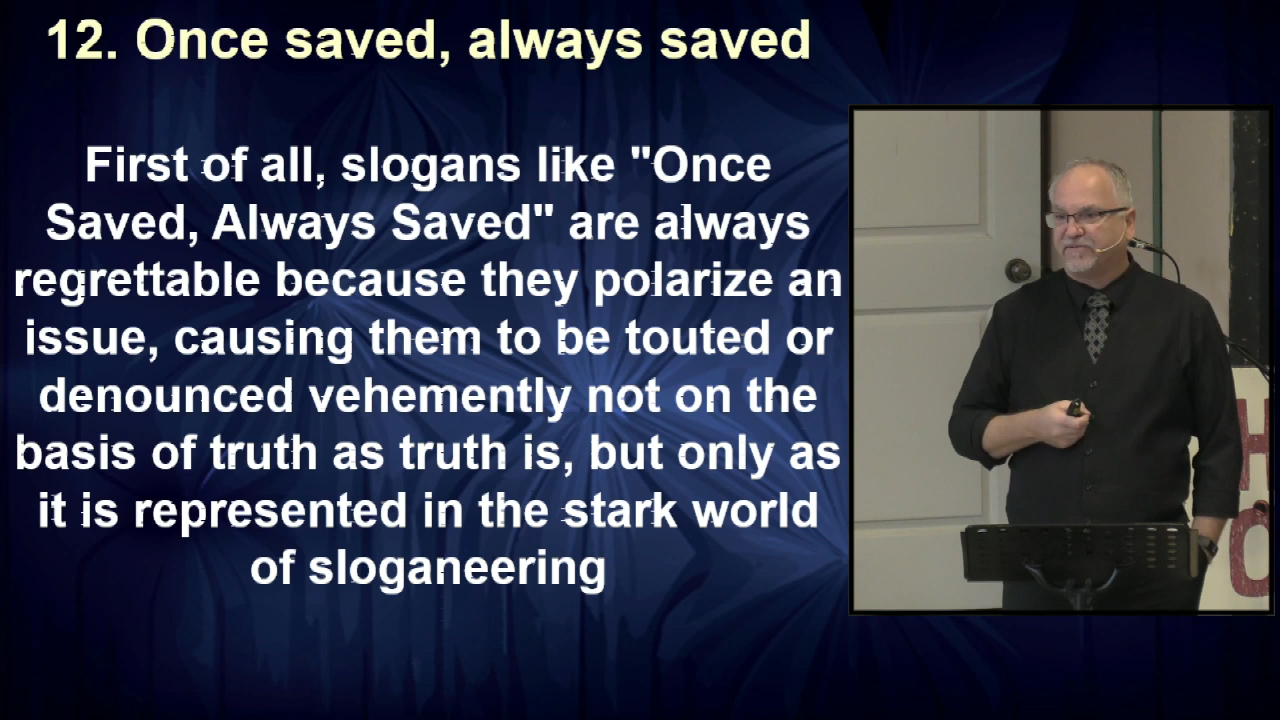 12. Once saved, always saved
First of all, slogans like "Once
Saved, Always Saved" are always
regrettable because they polarize an
issue, causing them to be touted or
denounced vehemently not on the
basis of truth as truth is, but only as
it is represented in the stark world
of sloganeering
H
O